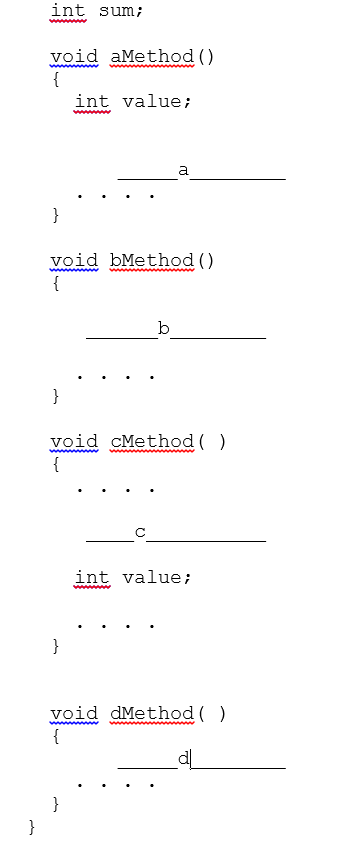 int sum;
void aMethod()
{
int value;
_____a________
. . . .
}
void bMethod()
{
______b________
. . . .
}
void cMethod( )
{
. . . .
____c__________
int value;
. . . .
}
void dMethod( )
{
_____d________
. . . .
}
}